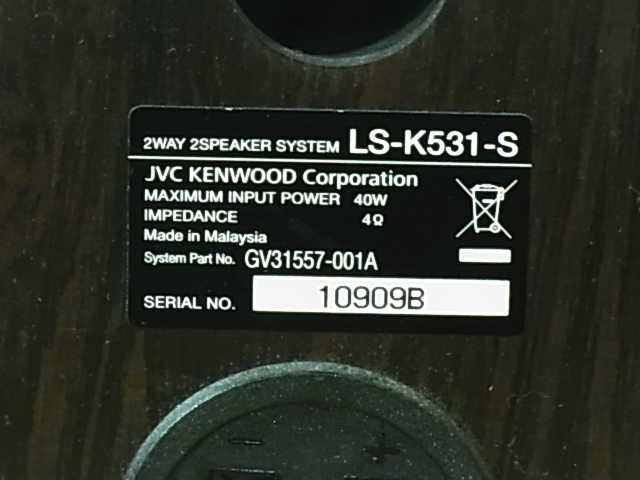 2WAY 2SPEAKER SYSTEM LS-K531-S
JVC KENWOOD Corporation
MAXIMUM INPUT POWER 40W
IMPEDANCE 4Ω
Made in Malaysia
System Part No. GV31557-001A
SERIAL NO. 10909B
− +